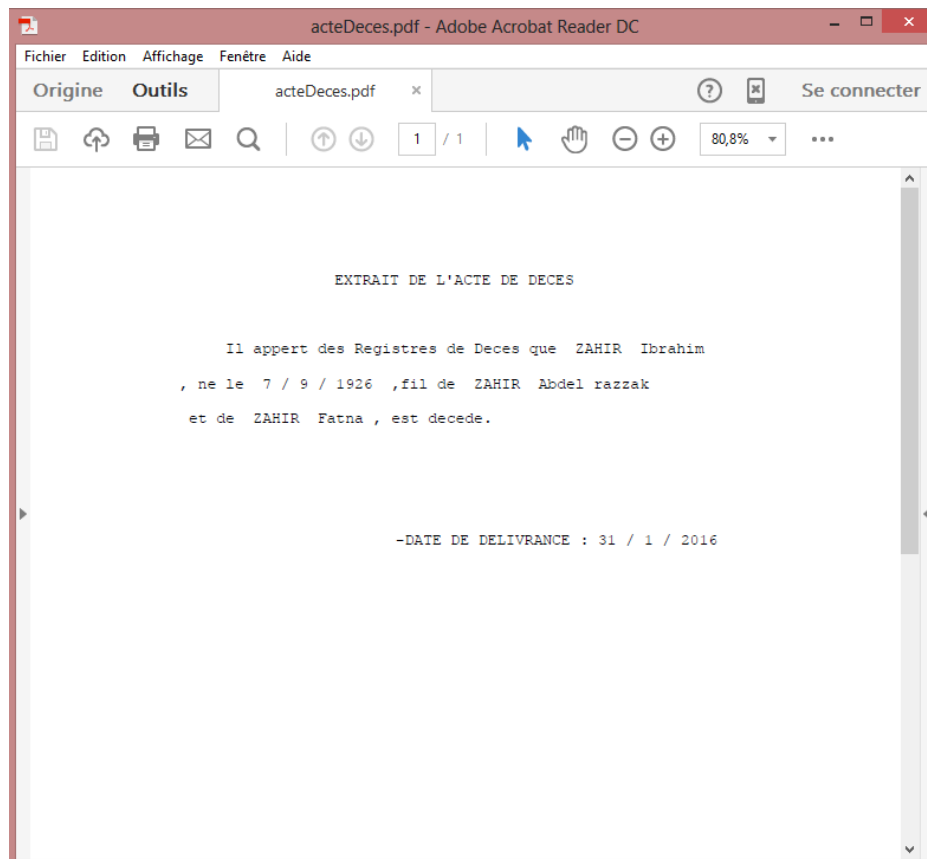 acteDeces.pdf - Adobe Acrobat Reader DC
Fichier Edition Affichage Fenêtre Aide
Origine Outils acteDeces.pdf × ? Se connecter
1 / 1 80,8%
EXTRAIT DE L'ACTE DE DECES
Il appert des Registres de Deces que ZAHIR Ibrahim
, ne le 7 / 9 / 1926 ,fil de ZAHIR Abdel razzak
et de ZAHIR Fatna , est decede.
-DATE DE DELIVRANCE : 31 / 1 / 2016